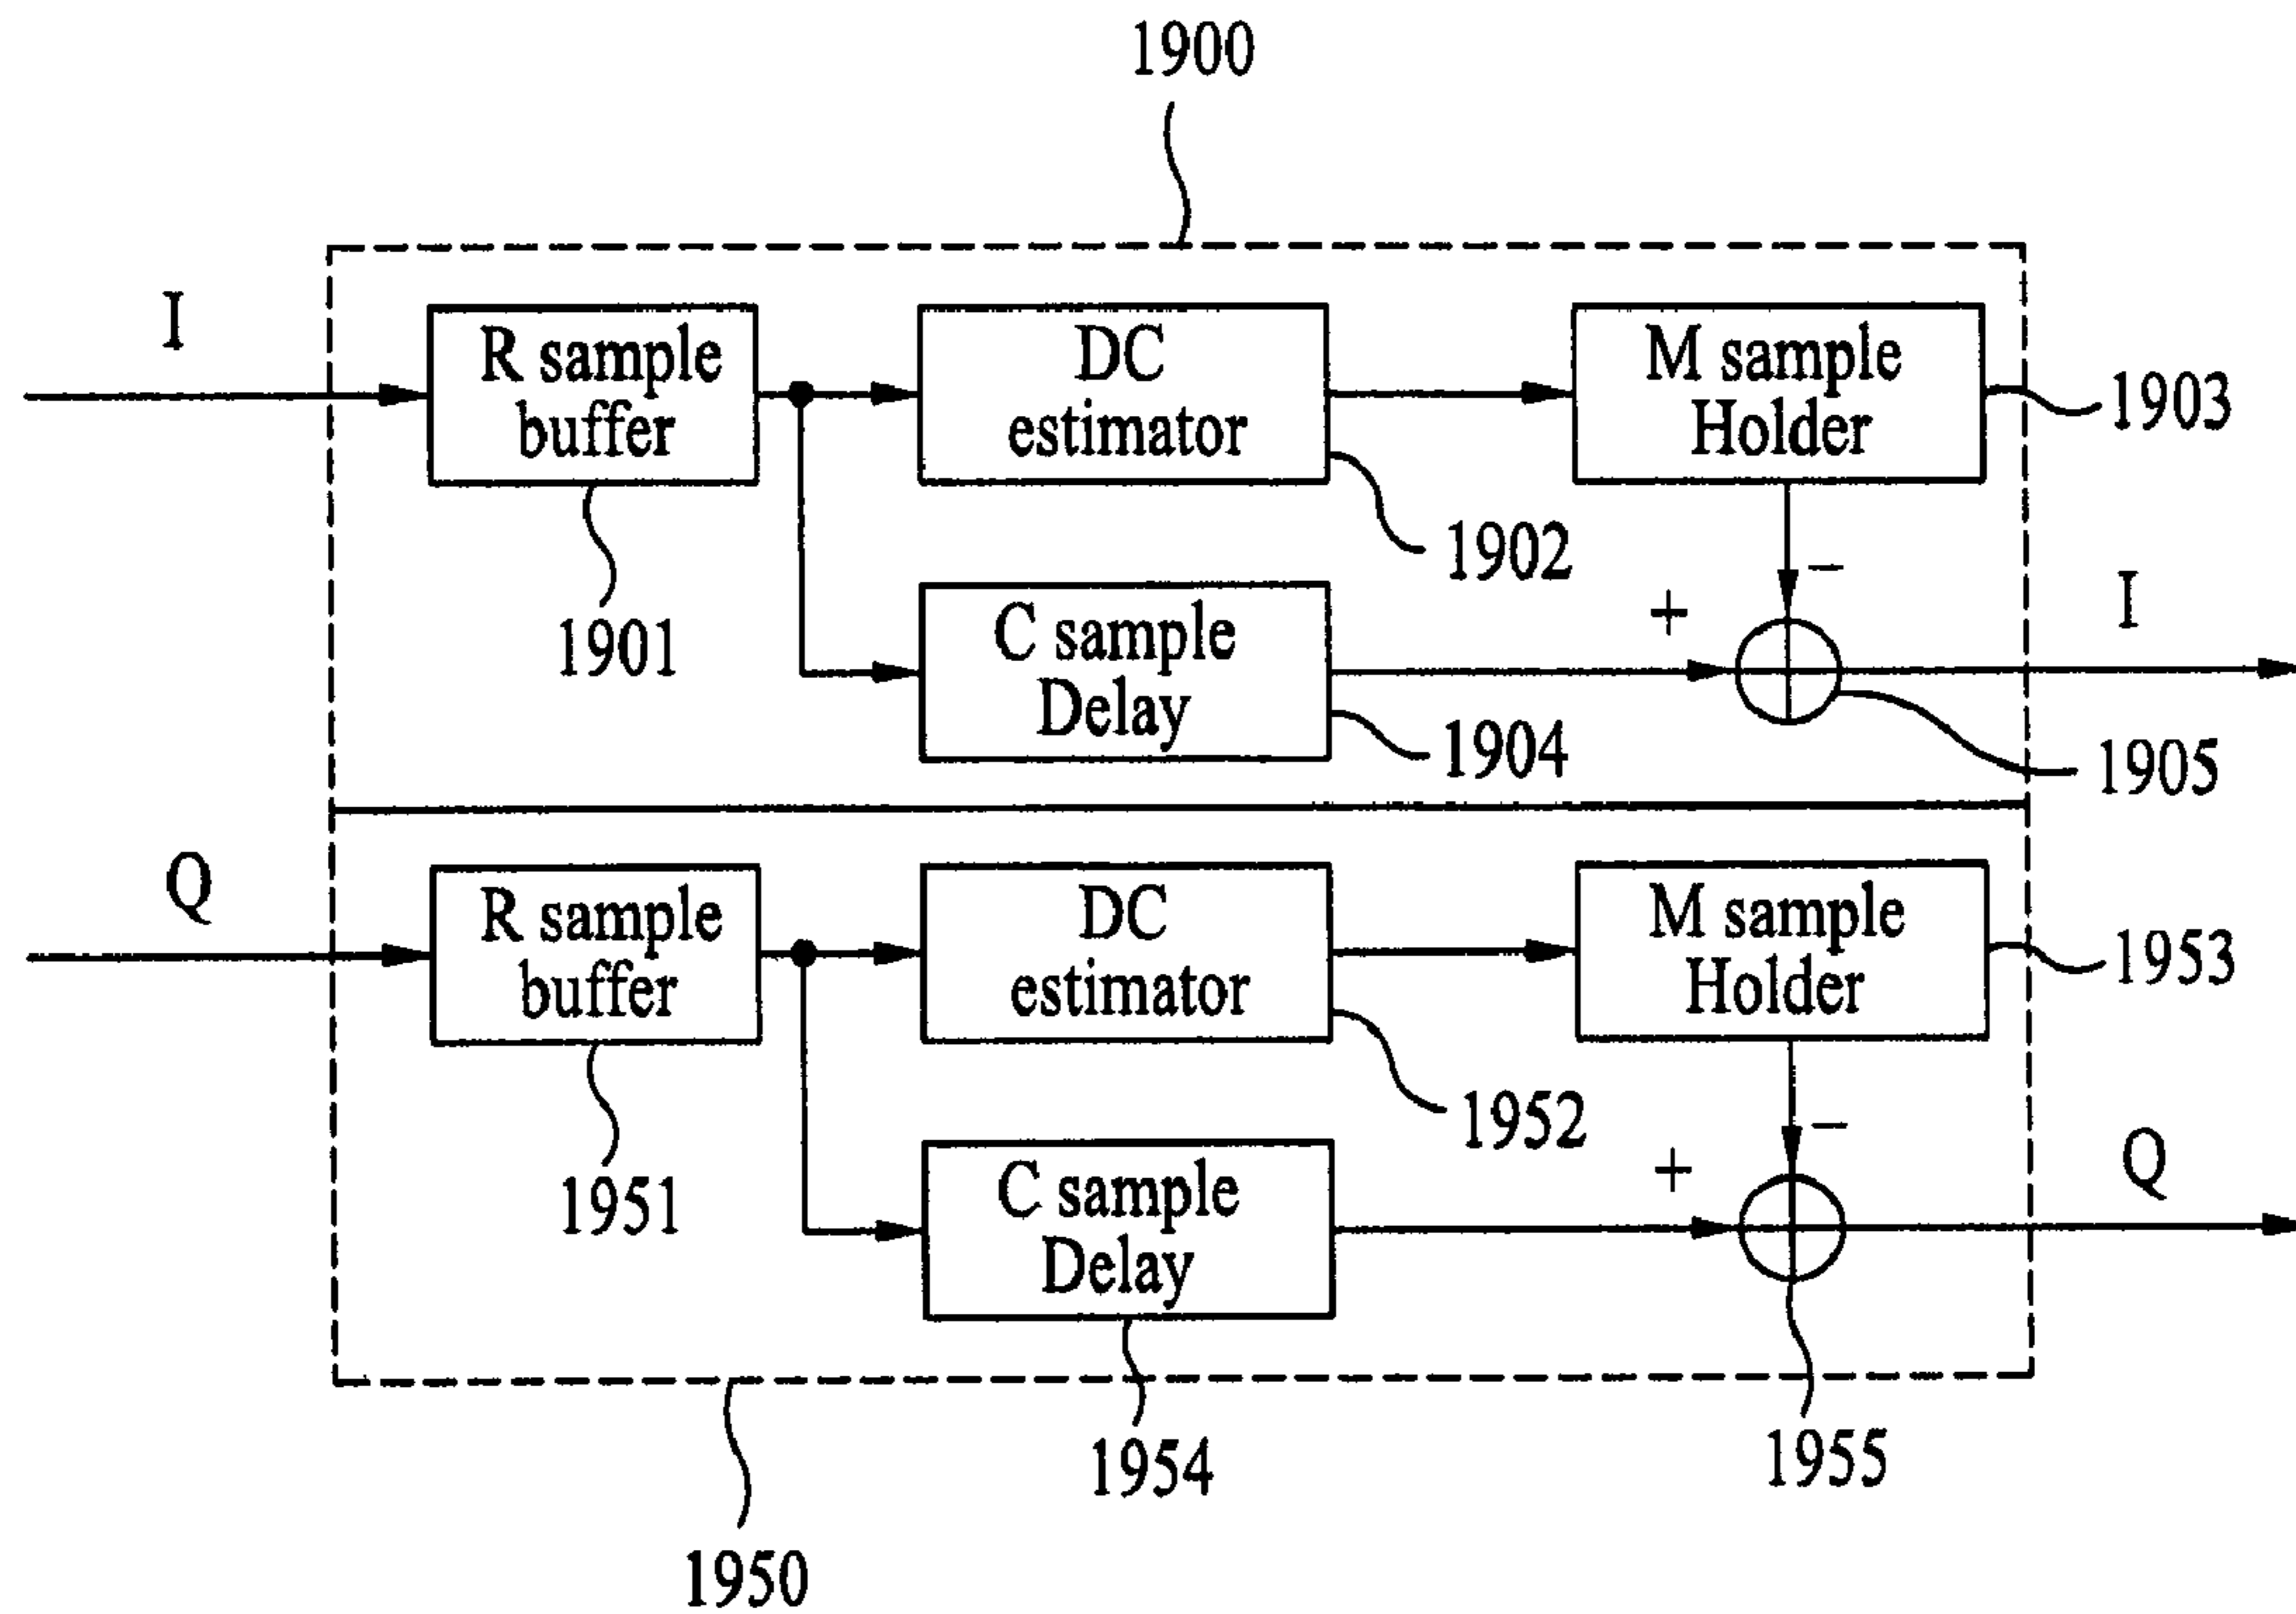 1900
I
R sample
buffer
DC
estimator
M sample
Holder
1903
1902
1901
C sample
Delay
−
+
I
1904
1905
Q
R sample
buffer
DC
estimator
M sample
Holder
1953
1952
1951
C sample
Delay
−
+
Q
1954
1955
1950